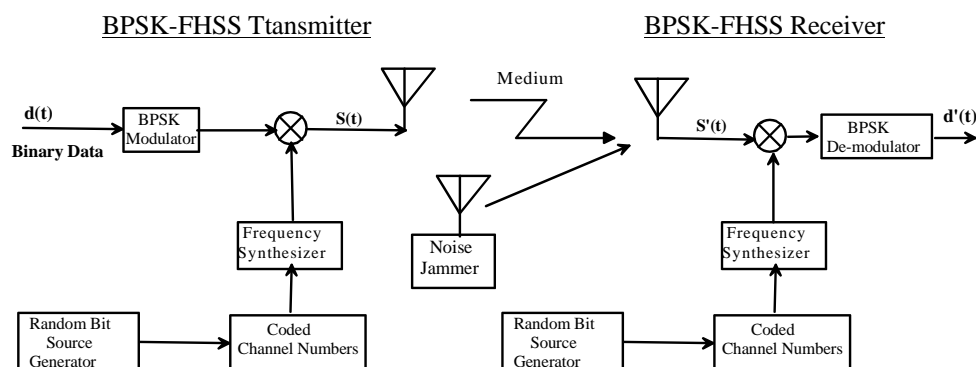 BPSK-FHSS Ttansmitter
BPSK-FHSS Receiver
Medium
d(t)
Binary Data
BPSK
Modulator
S(t)
S'(t)
BPSK
De-modulator
d'(t)
Frequency
Synthesizer
Noise
Jammer
Frequency
Synthesizer
Random Bit
Source
Generator
Coded
Channel Numbers
Random Bit
Source
Generator
Coded
Channel Numbers